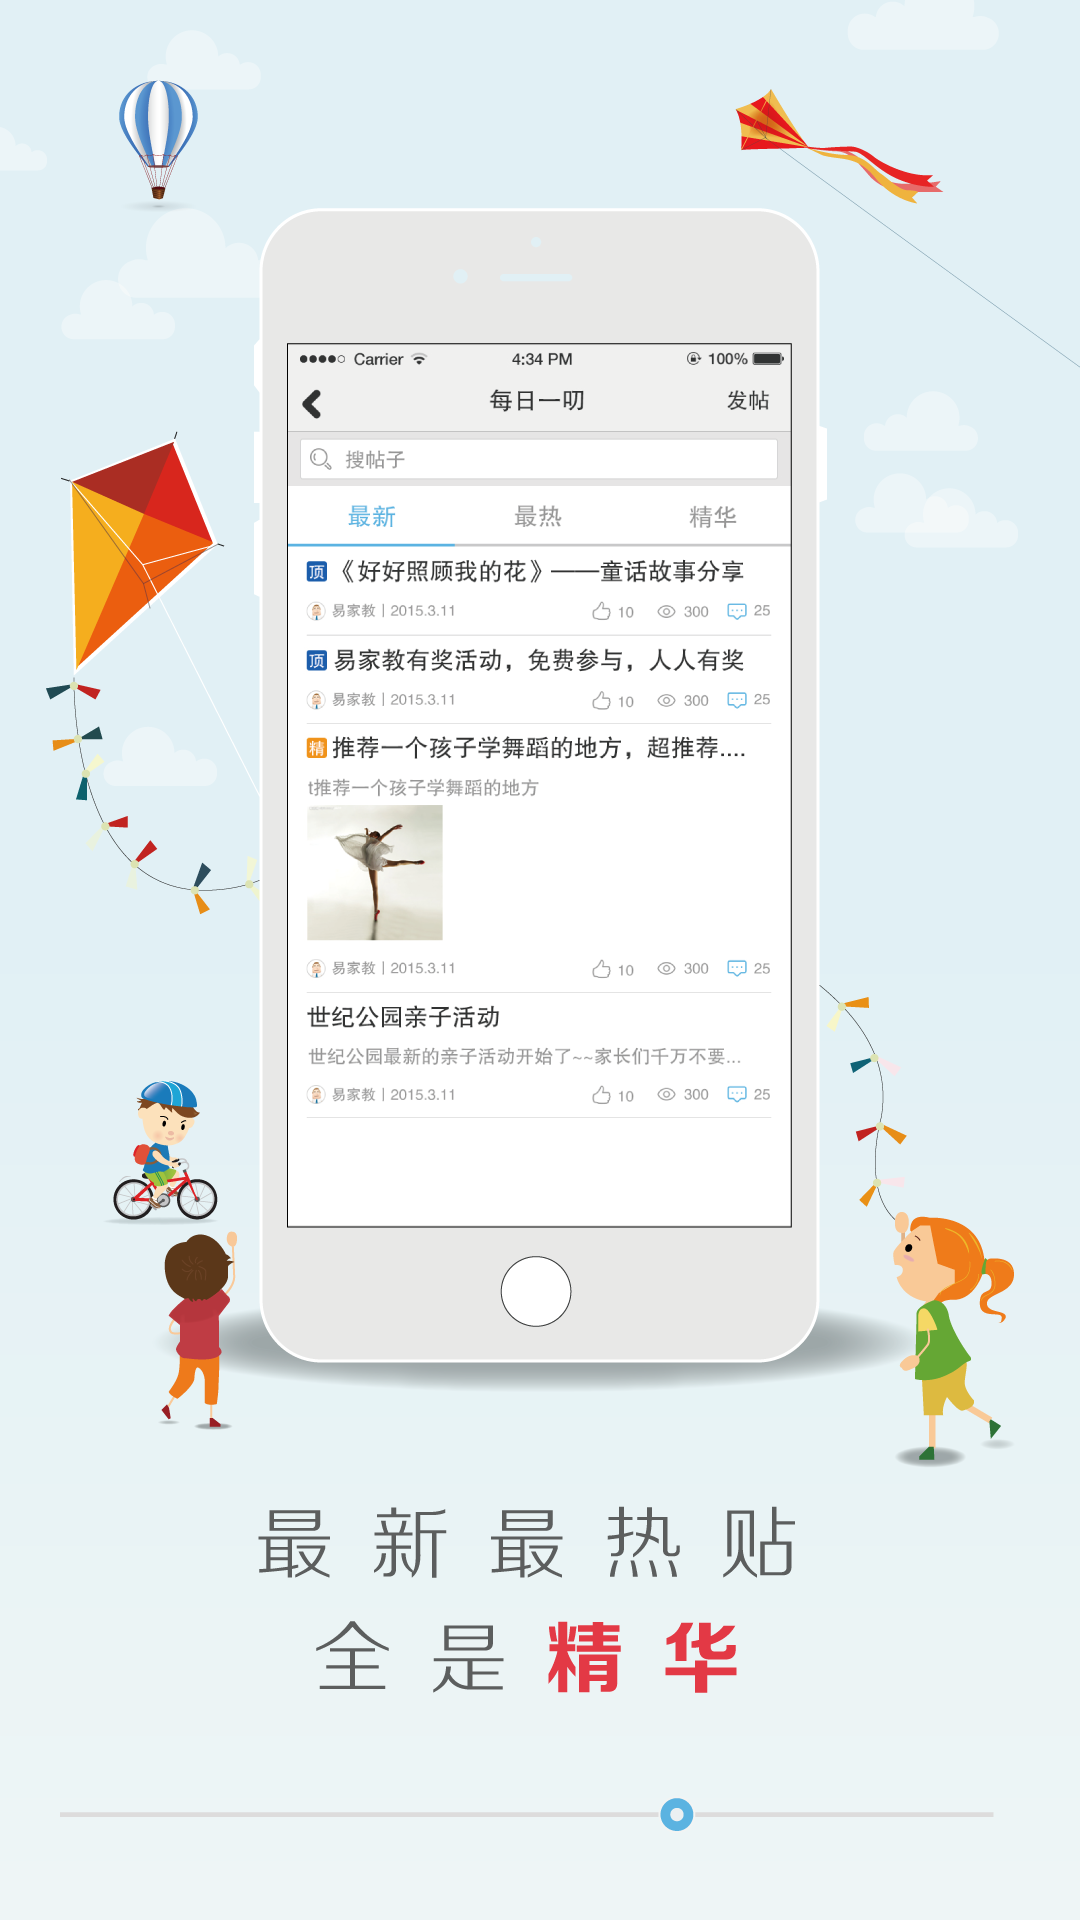 Carrier 4:34 PM 100%
每日一叨 发帖
搜帖子
最新 最热 精华
顶 《好好照顾我的花》——童话故事分享
易家教 | 2015.3.11 10 300 25
顶 易家教有奖活动，免费参与，人人有奖
易家教 | 2015.3.11 10 300 25
精 推荐一个孩子学舞蹈的地方，超推荐....
t推荐一个孩子学舞蹈的地方
易家教 | 2015.3.11 10 300 25
世纪公园亲子活动
世纪公园最新的亲子活动开始了~~家长们千万不要...
易家教 | 2015.3.11 10 300 25
最新最热贴
全是精华